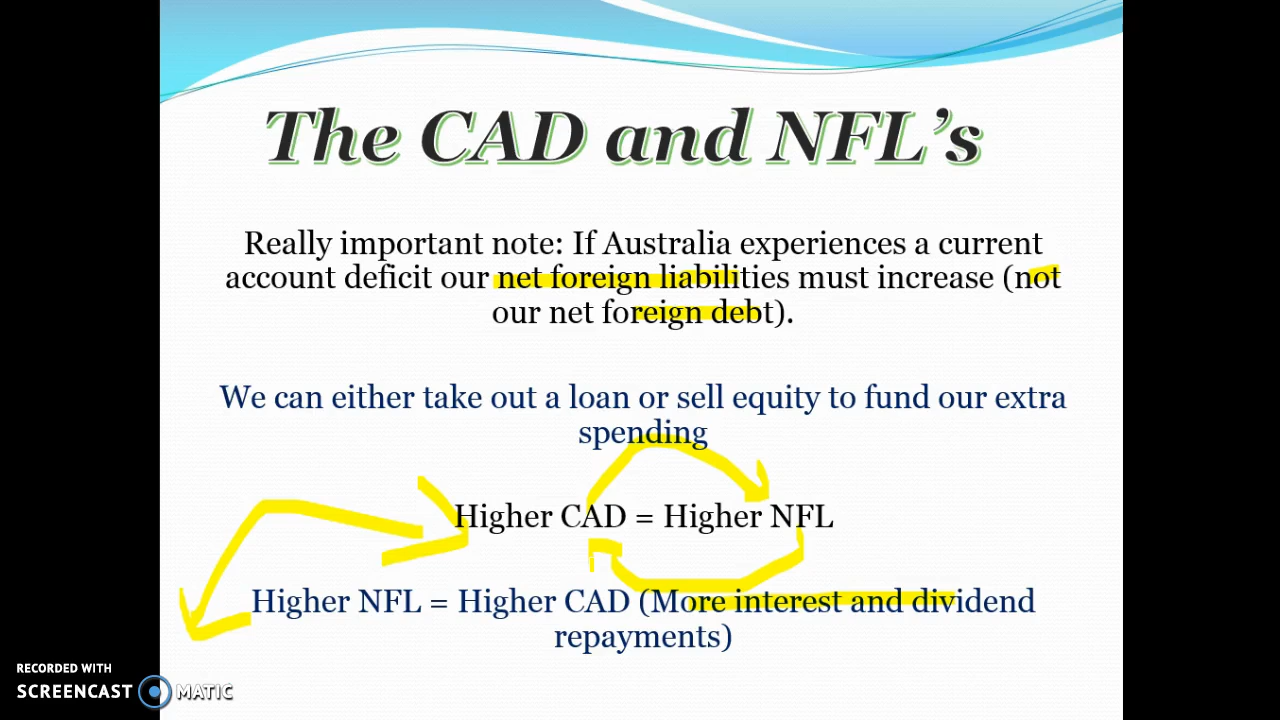 The CAD and NFL’s
Really important note: If Australia experiences a current
account deficit our net foreign liabilities must increase (not
our net foreign debt).
We can either take out a loan or sell equity to fund our extra
spending
Higher CAD = Higher NFL
Higher NFL = Higher CAD (More interest and dividend
repayments)
RECORDED WITH
SCREENCAST MATIC